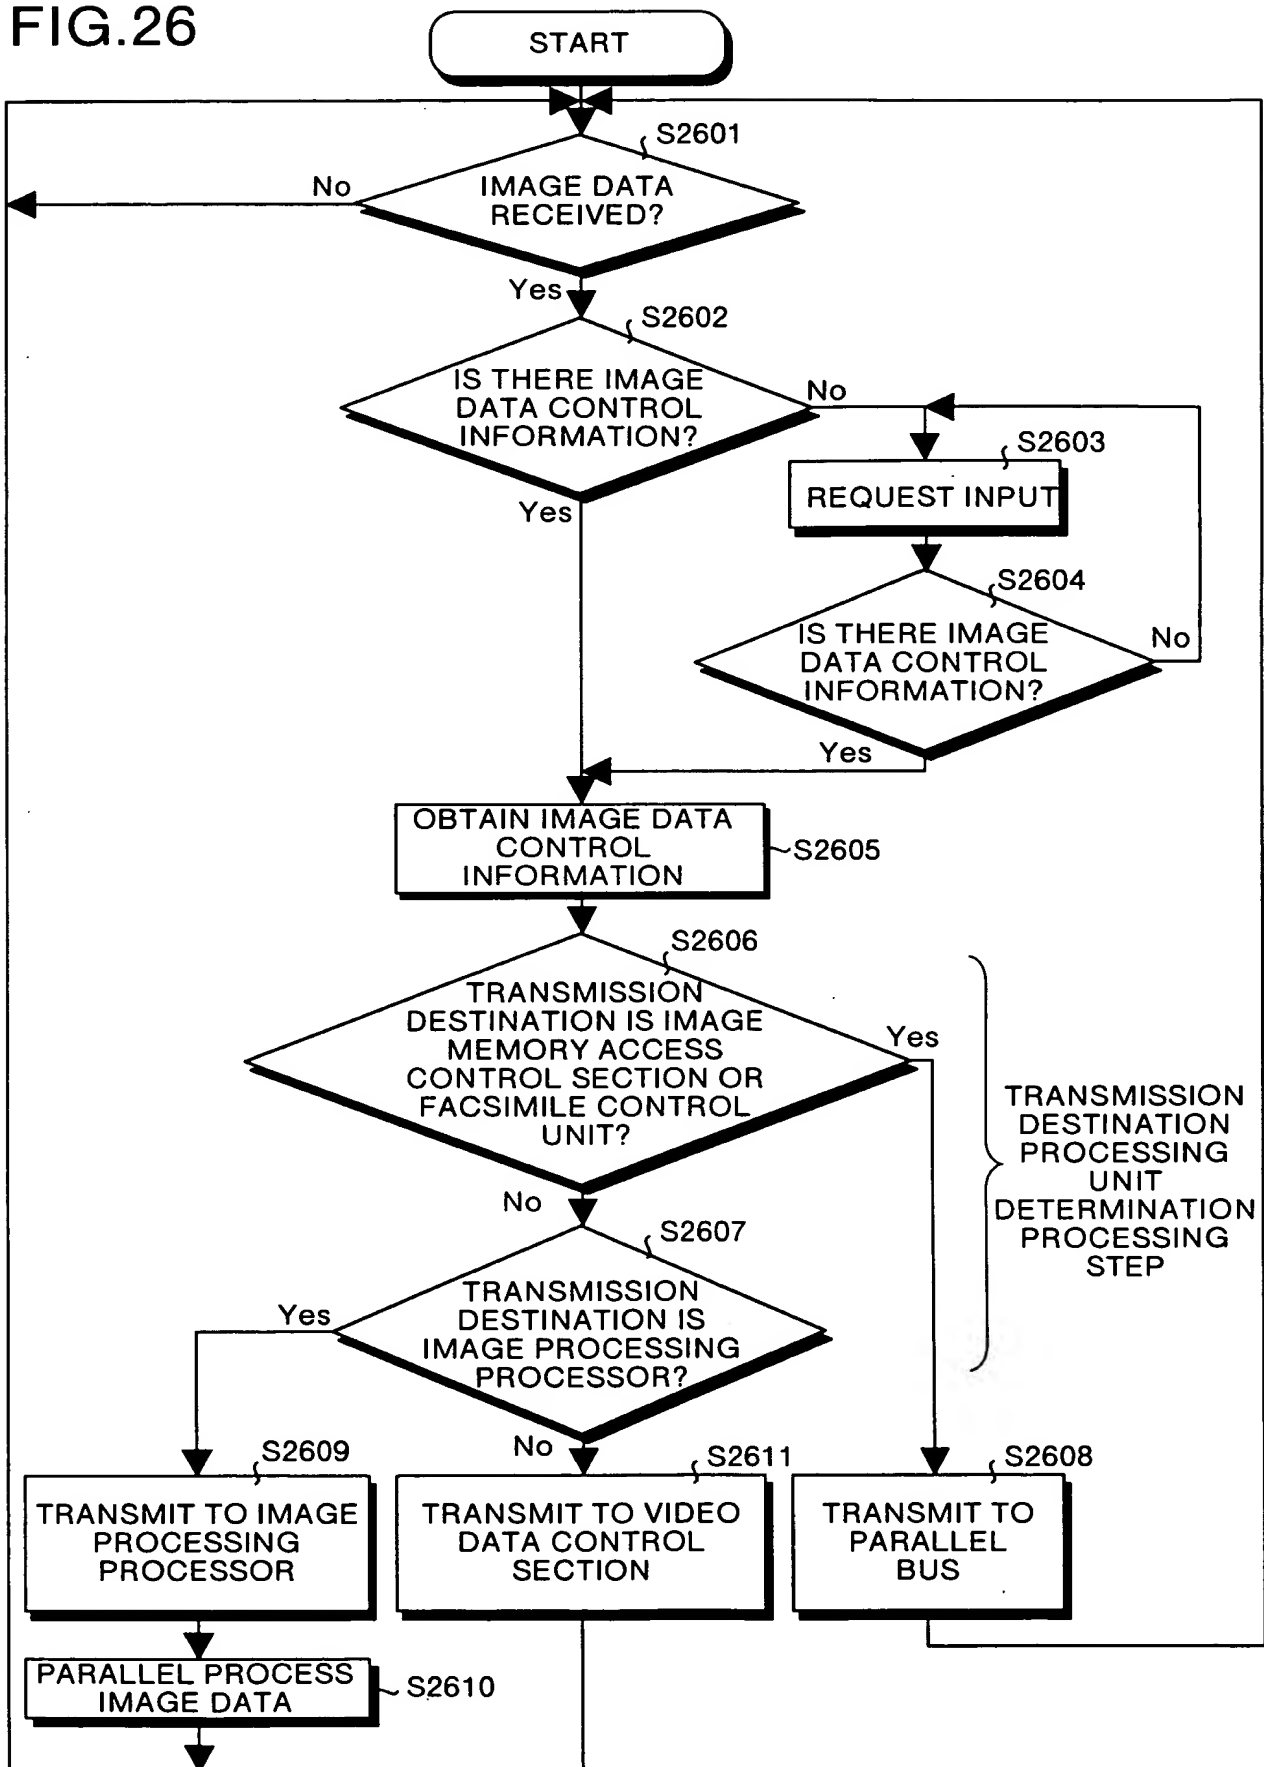 FIG.26
START
S2601
IMAGE DATA
RECEIVED?
No
Yes
S2602
IS THERE IMAGE
DATA CONTROL
INFORMATION?
No
Yes
S2603
REQUEST INPUT
S2604
IS THERE IMAGE
DATA CONTROL
INFORMATION?
No
Yes
OBTAIN IMAGE DATA
CONTROL
INFORMATION
S2605
S2606
TRANSMISSION
DESTINATION IS IMAGE
MEMORY ACCESS
CONTROL SECTION OR
FACSIMILE CONTROL
UNIT?
Yes
No
TRANSMISSION
DESTINATION
PROCESSING
UNIT
DETERMINATION
PROCESSING
STEP
S2607
TRANSMISSION
DESTINATION IS
IMAGE PROCESSING
PROCESSOR?
Yes
No
S2609
TRANSMIT TO IMAGE
PROCESSING
PROCESSOR
S2611
TRANSMIT TO VIDEO
DATA CONTROL
SECTION
S2608
TRANSMIT TO
PARALLEL
BUS
PARALLEL PROCESS
IMAGE DATA
S2610